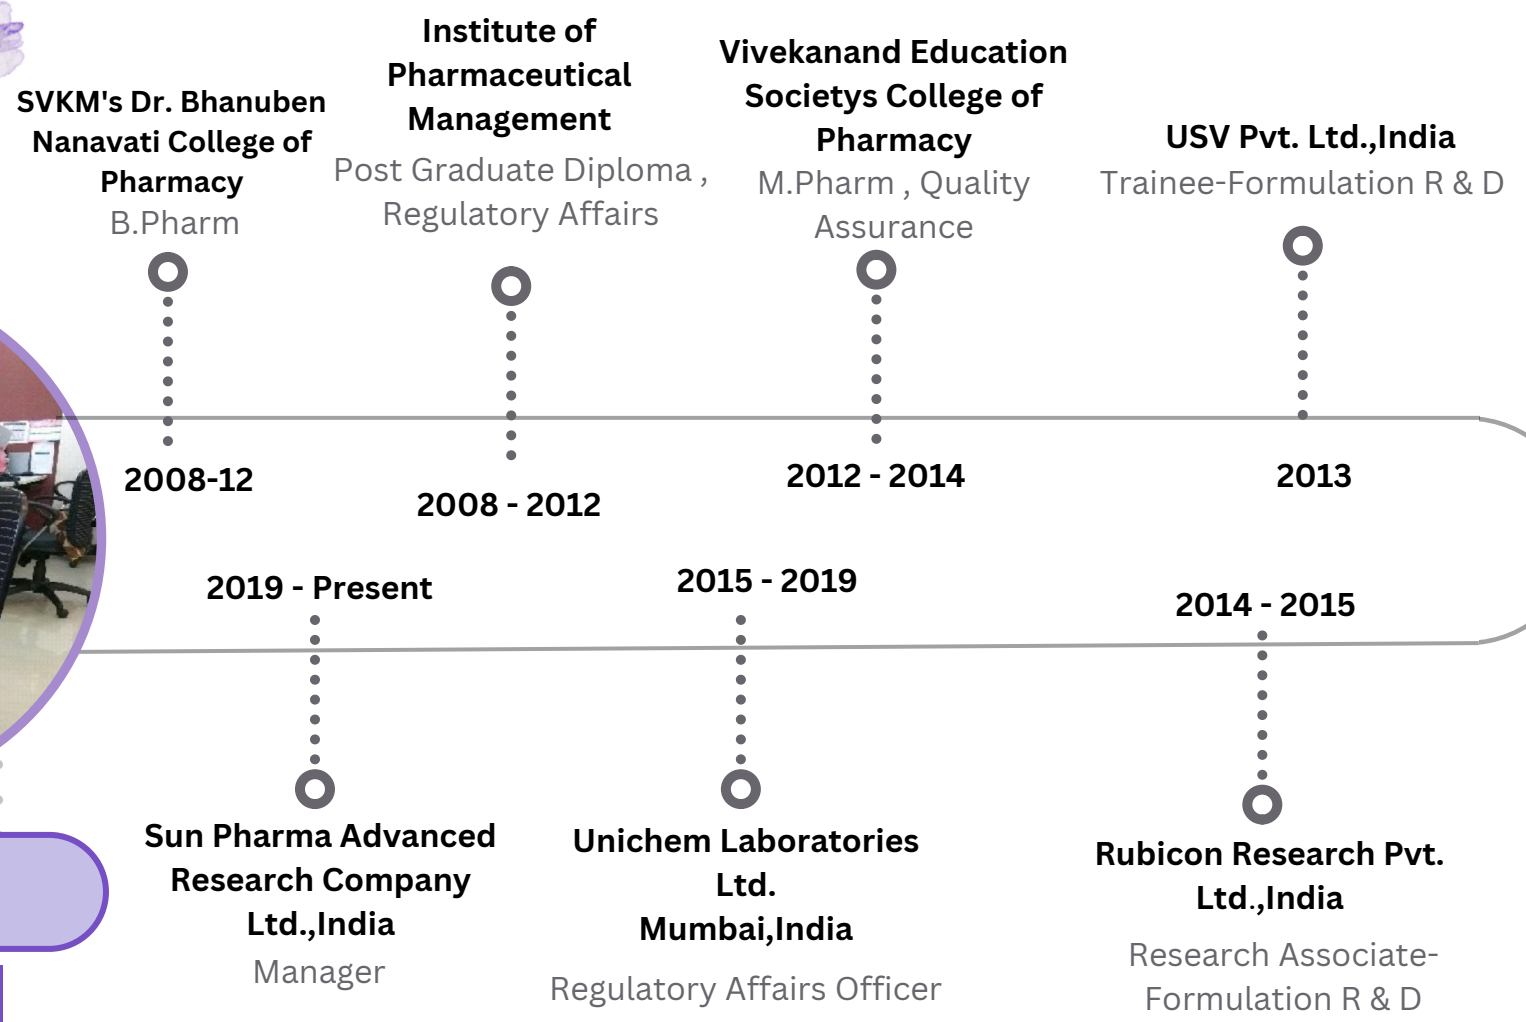 SVKM's Dr. Bhanuben
Nanavati College of
Pharmacy
B.Pharm
2008-12
Institute of
Pharmaceutical
Management
Post Graduate Diploma ,
Regulatory Affairs
2008 - 2012
Vivekanand Education
Societys College of
Pharmacy
M.Pharm , Quality
Assurance
2012 - 2014
USV Pvt. Ltd.,India
Trainee-Formulation R & D
2013
2019 - Present
Sun Pharma Advanced
Research Company
Ltd.,India
Manager
2015 - 2019
Unichem Laboratories
Ltd.
Mumbai,India
Regulatory Affairs Officer
2014 - 2015
Rubicon Research Pvt.
Ltd.,India
Research Associate-
Formulation R & D